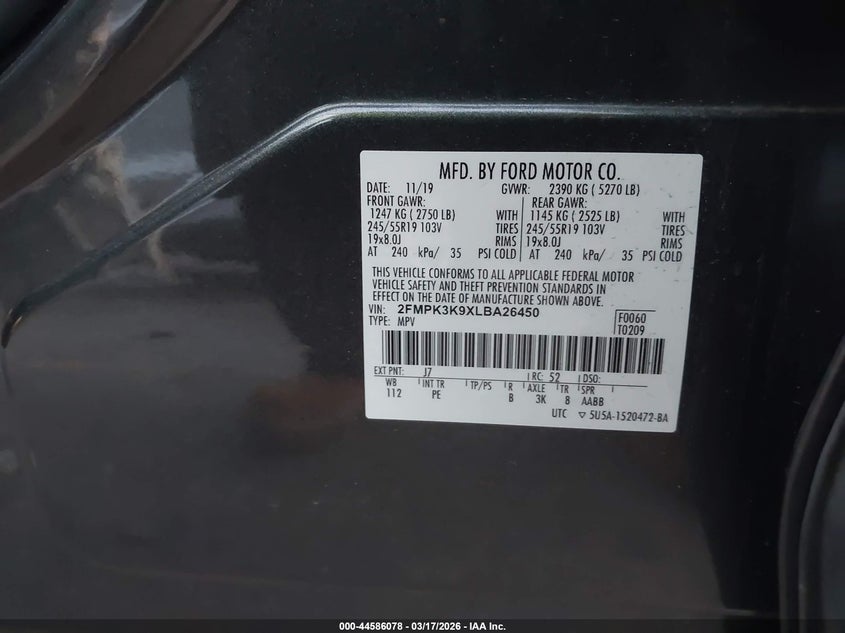 MFD. BY FORD MOTOR CO.
DATE: 11/19 GVWR: 2390 KG ( 5270 LB)
FRONT GAWR: REAR GAWR:
1247 KG ( 2750 LB) WITH 1145 KG ( 2525 LB) WITH
245/55R19 103V TIRES 245/55R19 103V TIRES
19x8.0J RIMS 19x8.0J RIMS
AT 240 kPa/ 35 PSI COLD AT 240 kPa/ 35 PSI COLD
THIS VEHICLE CONFORMS TO ALL APPLICABLE FEDERAL MOTOR
VEHICLE SAFETY AND THEFT PREVENTION STANDARDS IN
EFFECT ON THE DATE OF MANUFACTURE SHOWN ABOVE.
VIN: 2FMPK3K9XLBA26450 F0060
TYPE: MPV T0209
EXT PNT: J7 RC: 52 DSO:
WB INT TR TP/PS R AXLE TR SPR
112 PE B 3K 8 AABB
UTC ▽ 5U5A-1520472-BA
000-44586078 - 03/17/2026 - IAA Inc.